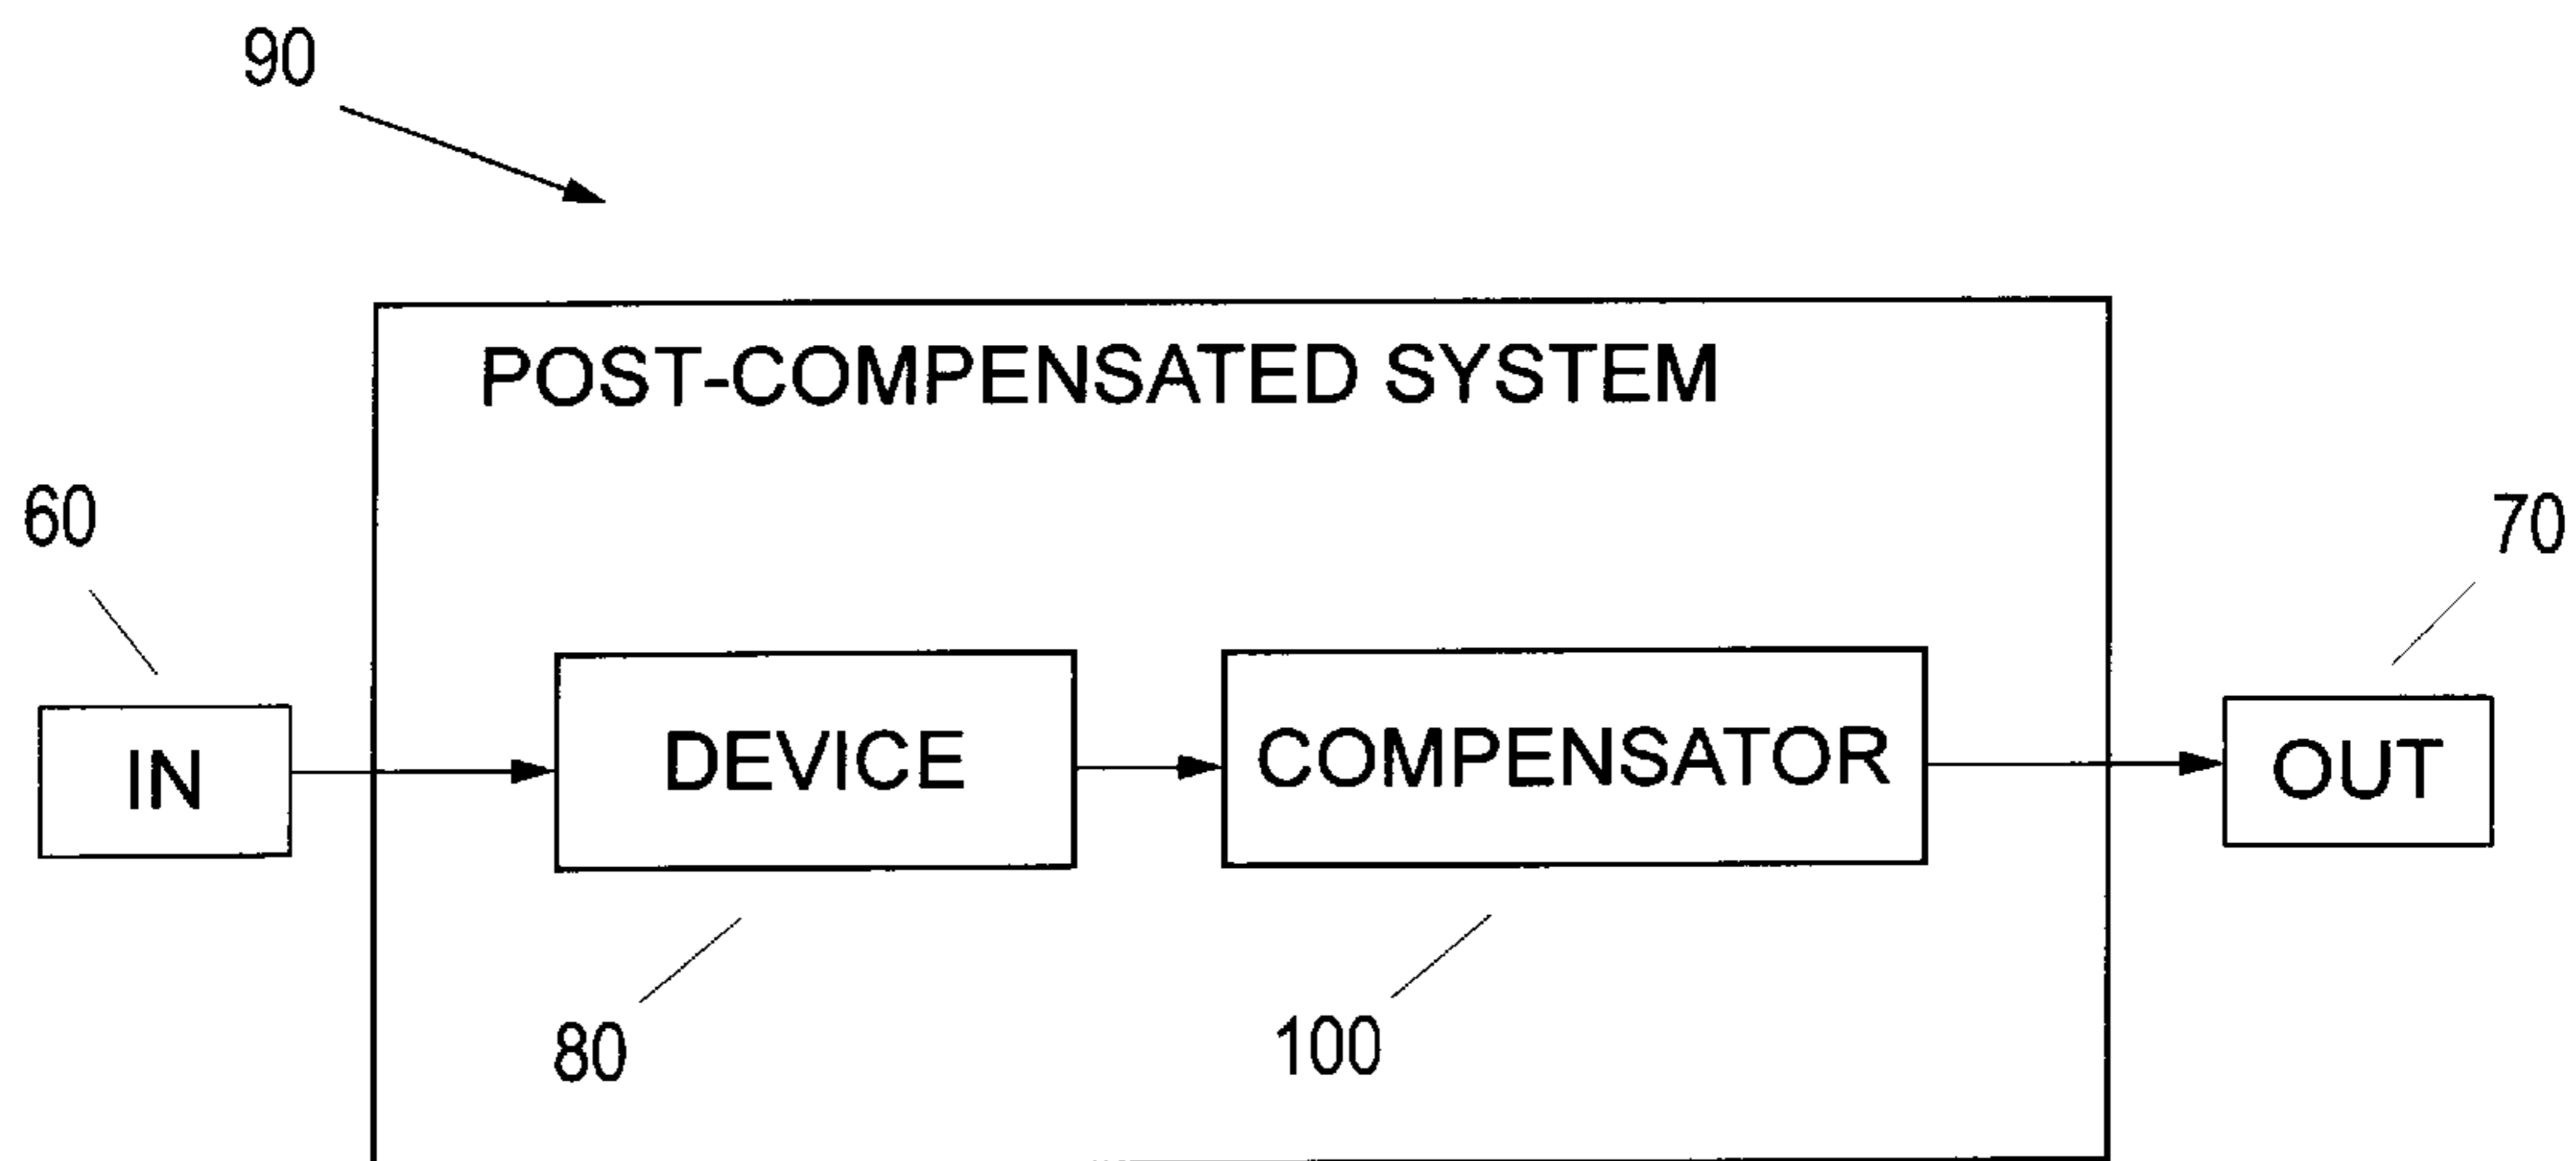 90
POST-COMPENSATED SYSTEM
60
70
IN
DEVICE
COMPENSATOR
OUT
80
100